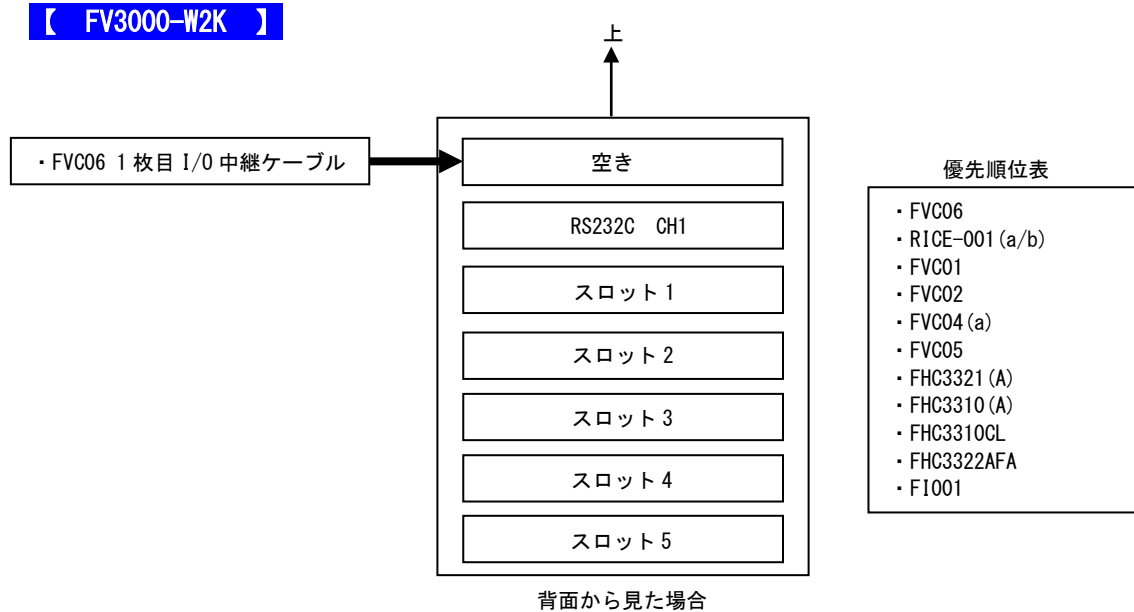 【 FV3000-W2K 】
上
・FVC06 1枚目 I/O 中継ケーブル
空き
RS232C CH1
スロット 1
スロット 2
スロット 3
スロット 4
スロット 5
背面から見た場合
優先順位表
・FVC06
・RICE-001(a/b)
・FVC01
・FVC02
・FVC04(a)
・FVC05
・FHC3321(A)
・FHC3310(A)
・FHC3310CL
・FHC3322AFA
・FIO01